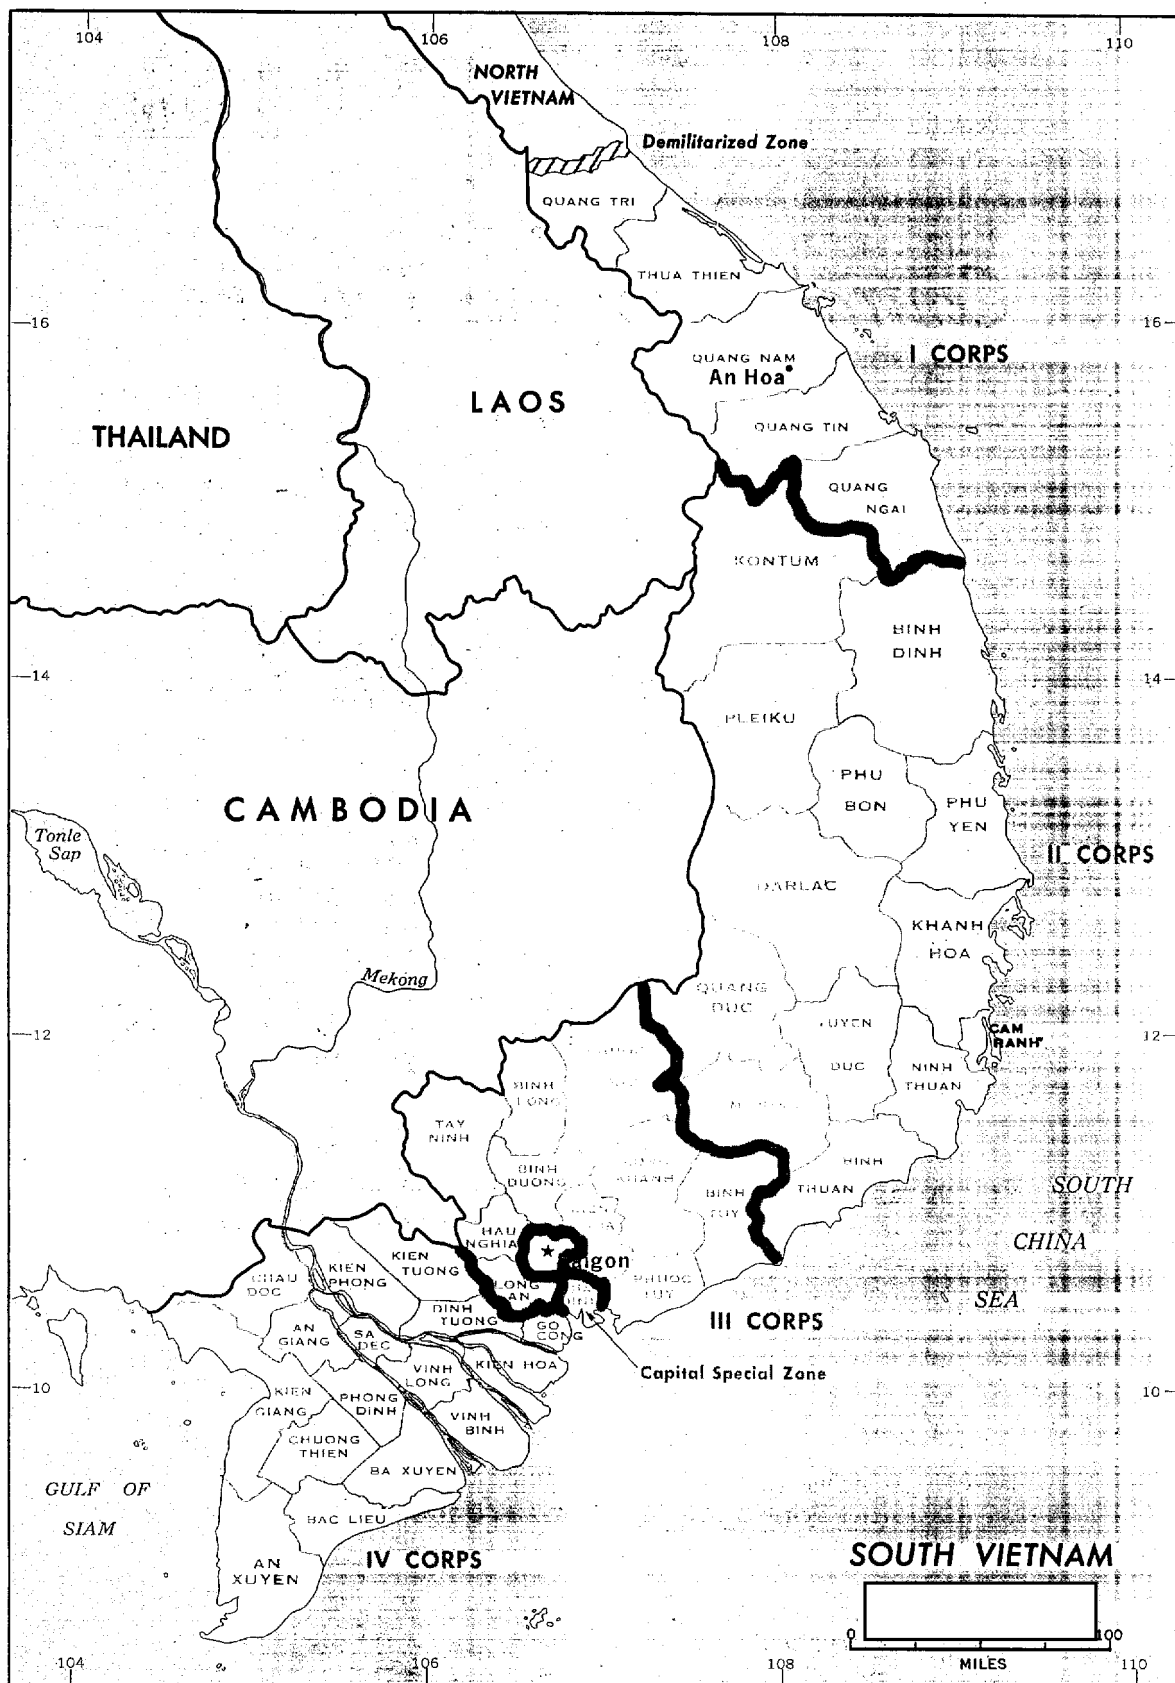 104
106
108
110
NORTH
VIETNAM
Demilitarized Zone
QUANG TRI
THUA THIEN
16
16
I CORPS
QUANG NAM
An Hoa
LAOS
THAILAND
QUANG TIN
QUANG
NGAI
KONTUM
BINH
DINH
14
14
PLEIKU
PHU
BON
PHU
YEN
CAMBODIA
Tonle
Sap
II CORPS
DARLAC
KHANH
HOA
Mekong
QUANG
DUC
12
12
CAM
RANH
DUC
NINH
THUAN
BINH
LONG
TAY
NINH
BINH
DUONG
BINH
THUAN
BINH
SOUTH
CHINA
SEA
HAU
NGHIA
KIEN
TUONG
KIEN
PHONG
CHAU
DOC
LONG
AN
DINH
TUONG
GO
CONG
III CORPS
AN
GIANG
SA
DEC
VINH
LONG
KIEN HOA
Capital Special Zone
10
10
KIEN
GIANG
PHONG
DINH
VINH
BINH
CHUONG
THIEN
BA XUYEN
GULF OF
SIAM
BAC LIEU
IV CORPS
AN
XUYEN
SOUTH VIETNAM
0
100
MILES
104
106
108
110